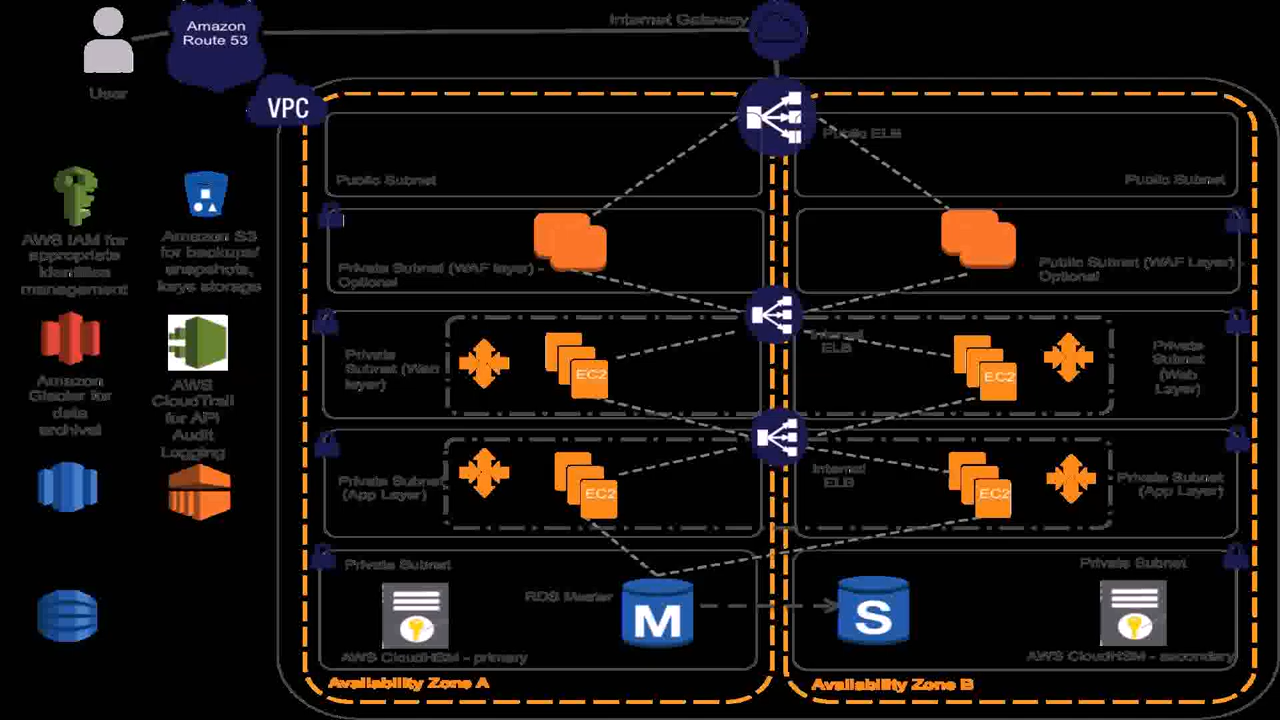 Amazon
Route 53
Internet Gateway
User
VPC
Public ELB
Public Subnet
Public Subnet
AWS IAM for
appropriate
identities
management
Amazon S3
for backups/
snapshots,
keys storage
Private Subnet (WAF layer) -
Optional
Public Subnet (WAF Layer) -
Optional
Amazon
Glacier for
data
archival
AWS
CloudTrail
for API
Audit
Logging
Private
Subnet (Web
layer)
EC2
Internal
ELB
EC2
Private
Subnet
(Web
Layer)
Private Subnet
(App Layer)
EC2
Internal
ELB
EC2
Private Subnet
(App Layer)
Private Subnet
Private Subnet
RDS Master
M
S
AWS CloudHSM - primary
AWS CloudHSM - secondary
Availability Zone A
Availability Zone B